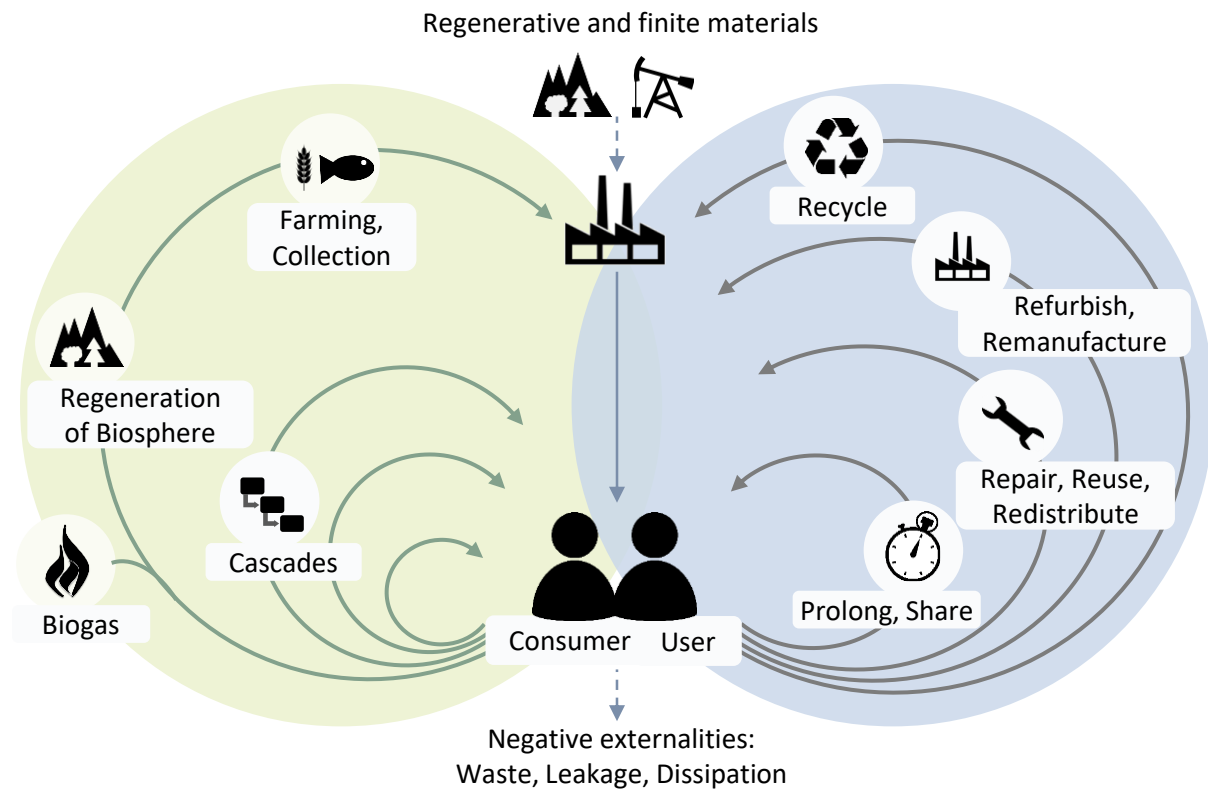 Regenerative and finite materials
Farming,
Collection
Recycle
Refurbish,
Remanufacture
Regeneration
of Biosphere
Repair, Reuse,
Redistribute
Cascades
Biogas
Prolong, Share
Consumer User
Negative externalities:
Waste, Leakage, Dissipation